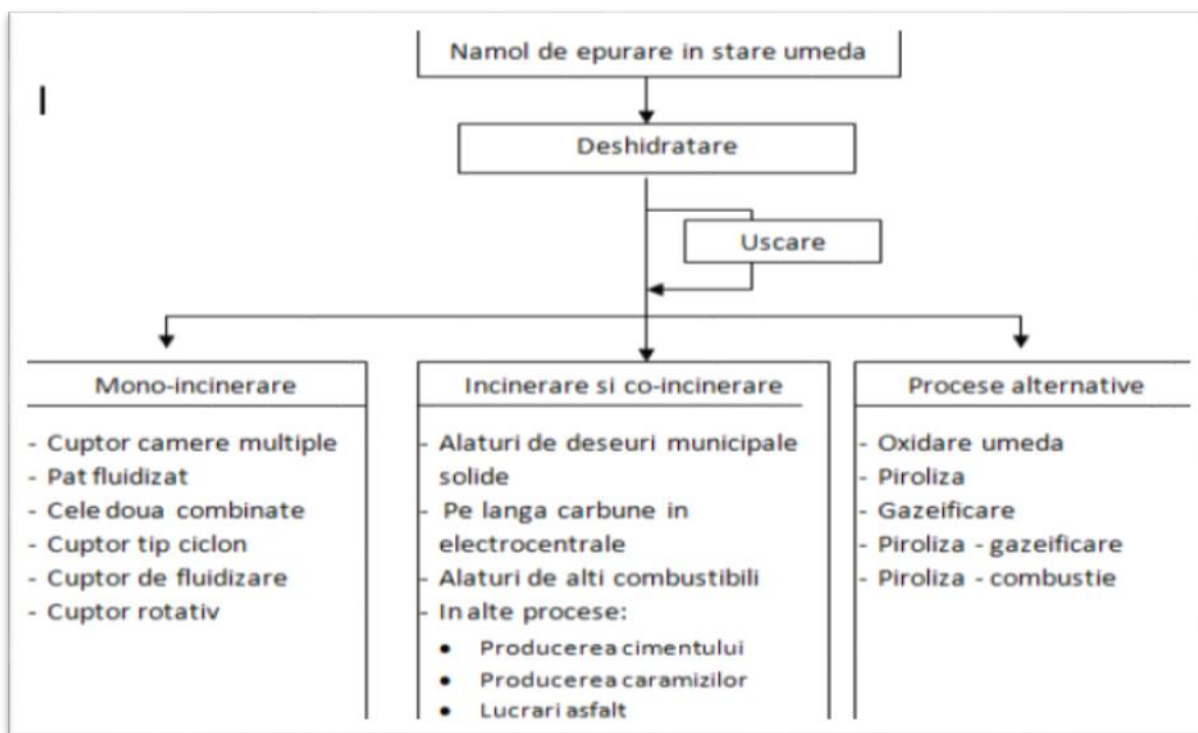 Namol de epurare in stare umeda
Deshidratare
Uscare
Mono-incinerare
- Cuptor camere multiple
- Pat fluidizat
- Cele doua combinate
- Cuptor tip ciclon
- Cuptor de fluidizare
- Cuptor rotativ
Incinerare si co-incinerare
- Alaturi de deseuri municipale
solide
- Pe langa carbune in
electrocentrale
- Alaturi de alti combustibili
- In alte procese:
• Producerea cimentului
• Producerea caramizilor
• Lucrari asfalt
Procese alternative
- Oxidare umeda
- Piroliza
- Gazeificare
- Piroliza - gazeificare
- Piroliza - combustie